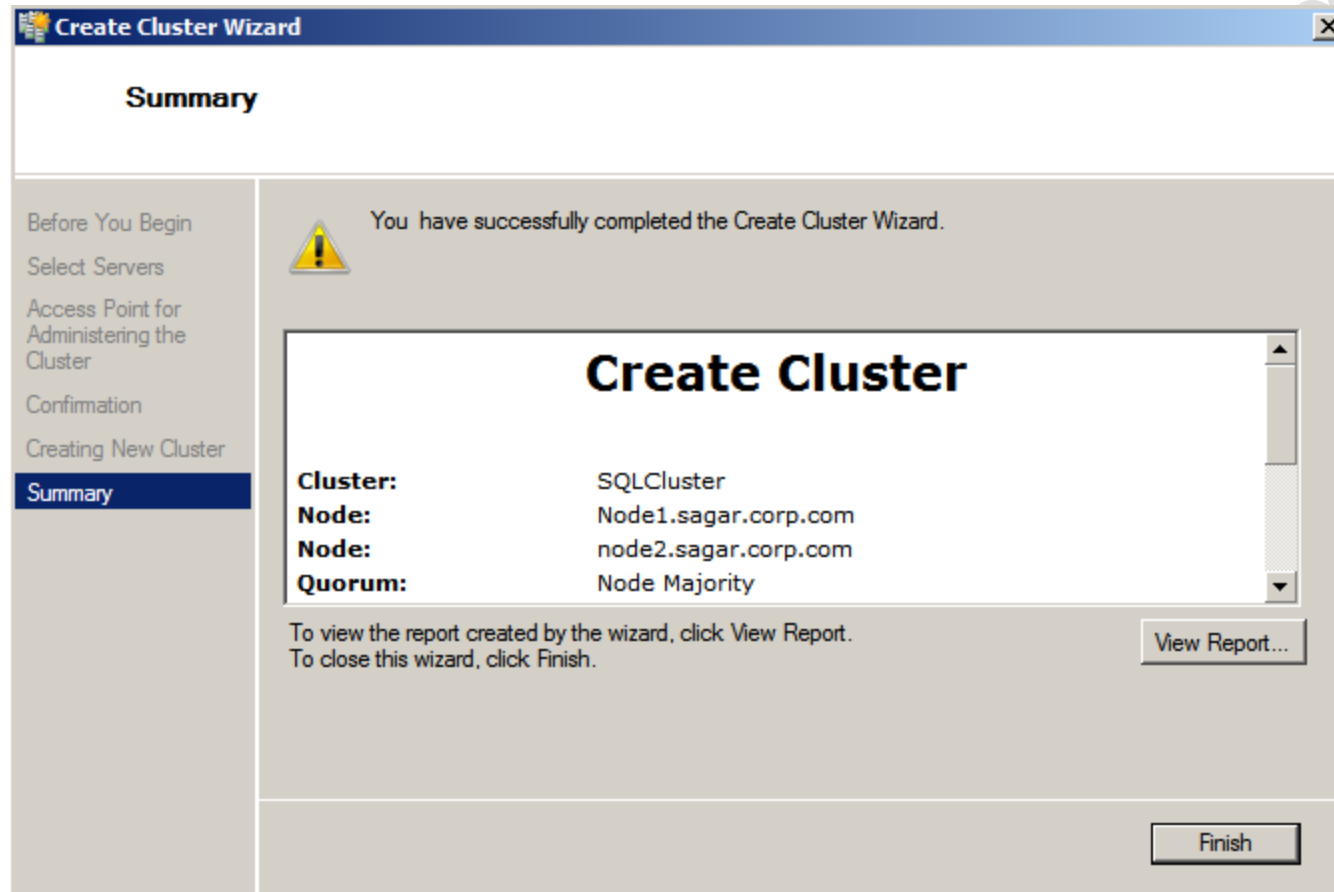 Create Cluster Wizard
Summary
Before You Begin
Select Servers
Access Point for
Administering the
Cluster
Confirmation
Creating New Cluster
Summary
You have successfully completed the Create Cluster Wizard.
Create Cluster
Cluster: SQLCluster
Node: Node1.sagar.corp.com
Node: node2.sagar.corp.com
Quorum: Node Majority
To view the report created by the wizard, click View Report.
To close this wizard, click Finish.
View Report...
Finish